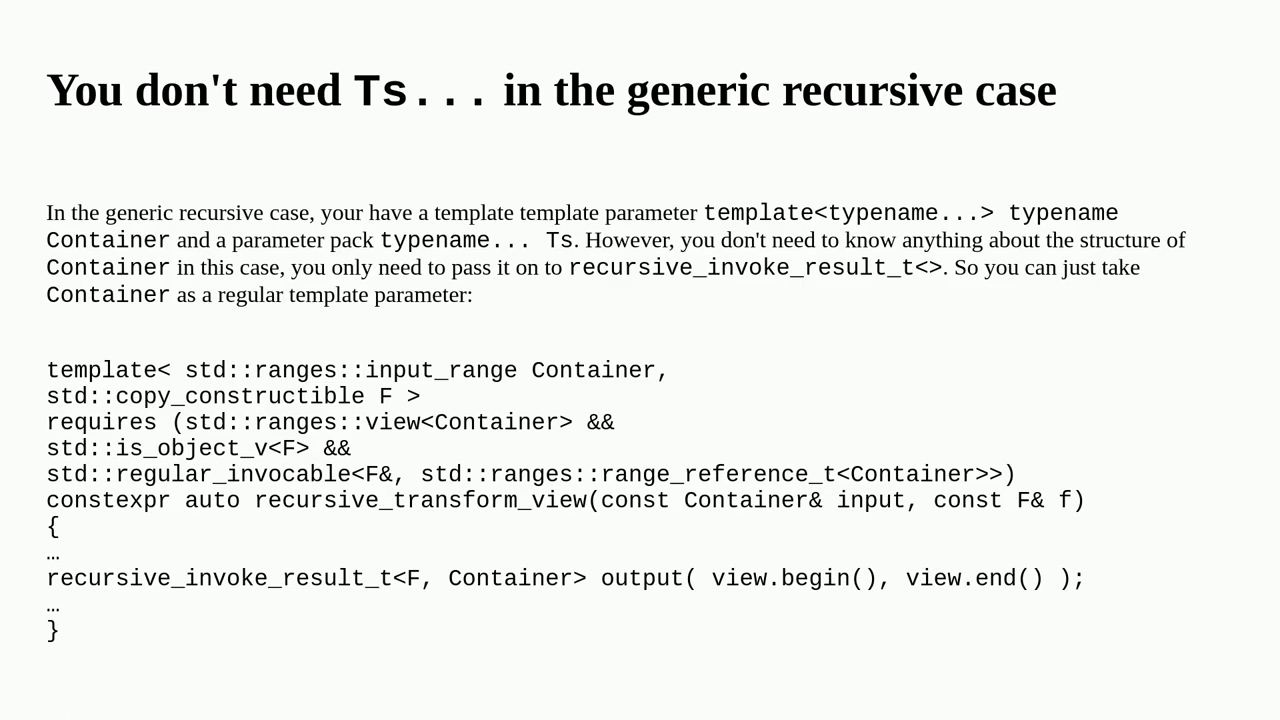 You don't need Ts... in the generic recursive case
In the generic recursive case, your have a template template parameter template<typename...> typename
Container and a parameter pack typename... Ts. However, you don't need to know anything about the structure of
Container in this case, you only need to pass it on to recursive_invoke_result_t<>. So you can just take
Container as a regular template parameter:
template< std::ranges::input_range Container,
std::copy_constructible F >
requires (std::ranges::view<Container> &&
std::is_object_v<F> &&
std::regular_invocable<F&, std::ranges::range_reference_t<Container>>)
constexpr auto recursive_transform_view(const Container& input, const F& f)
{
…
recursive_invoke_result_t<F, Container> output( view.begin(), view.end() );
…
}